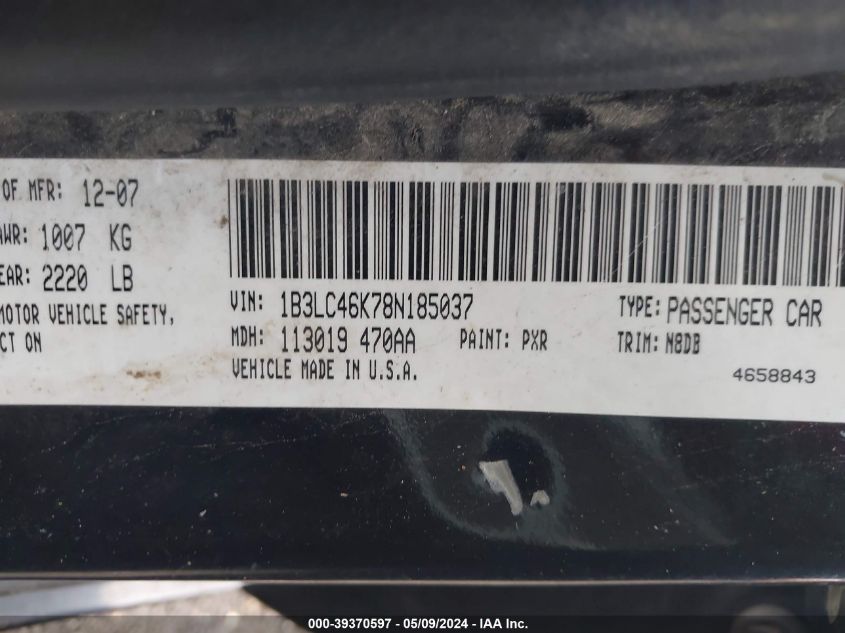 OF MFR: 12-07
AWR: 1007 KG
EAR: 2220 LB
MOTOR VEHICLE SAFETY,
CT ON
VIN: 1B3LC46K78N185037
TYPE: PASSENGER CAR
MDH: 113019 470AA
PAINT: PXR
TRIM: M8DB
VEHICLE MADE IN U.S.A.
4658843
000-39370597 - 05/09/2024 - IAA Inc.